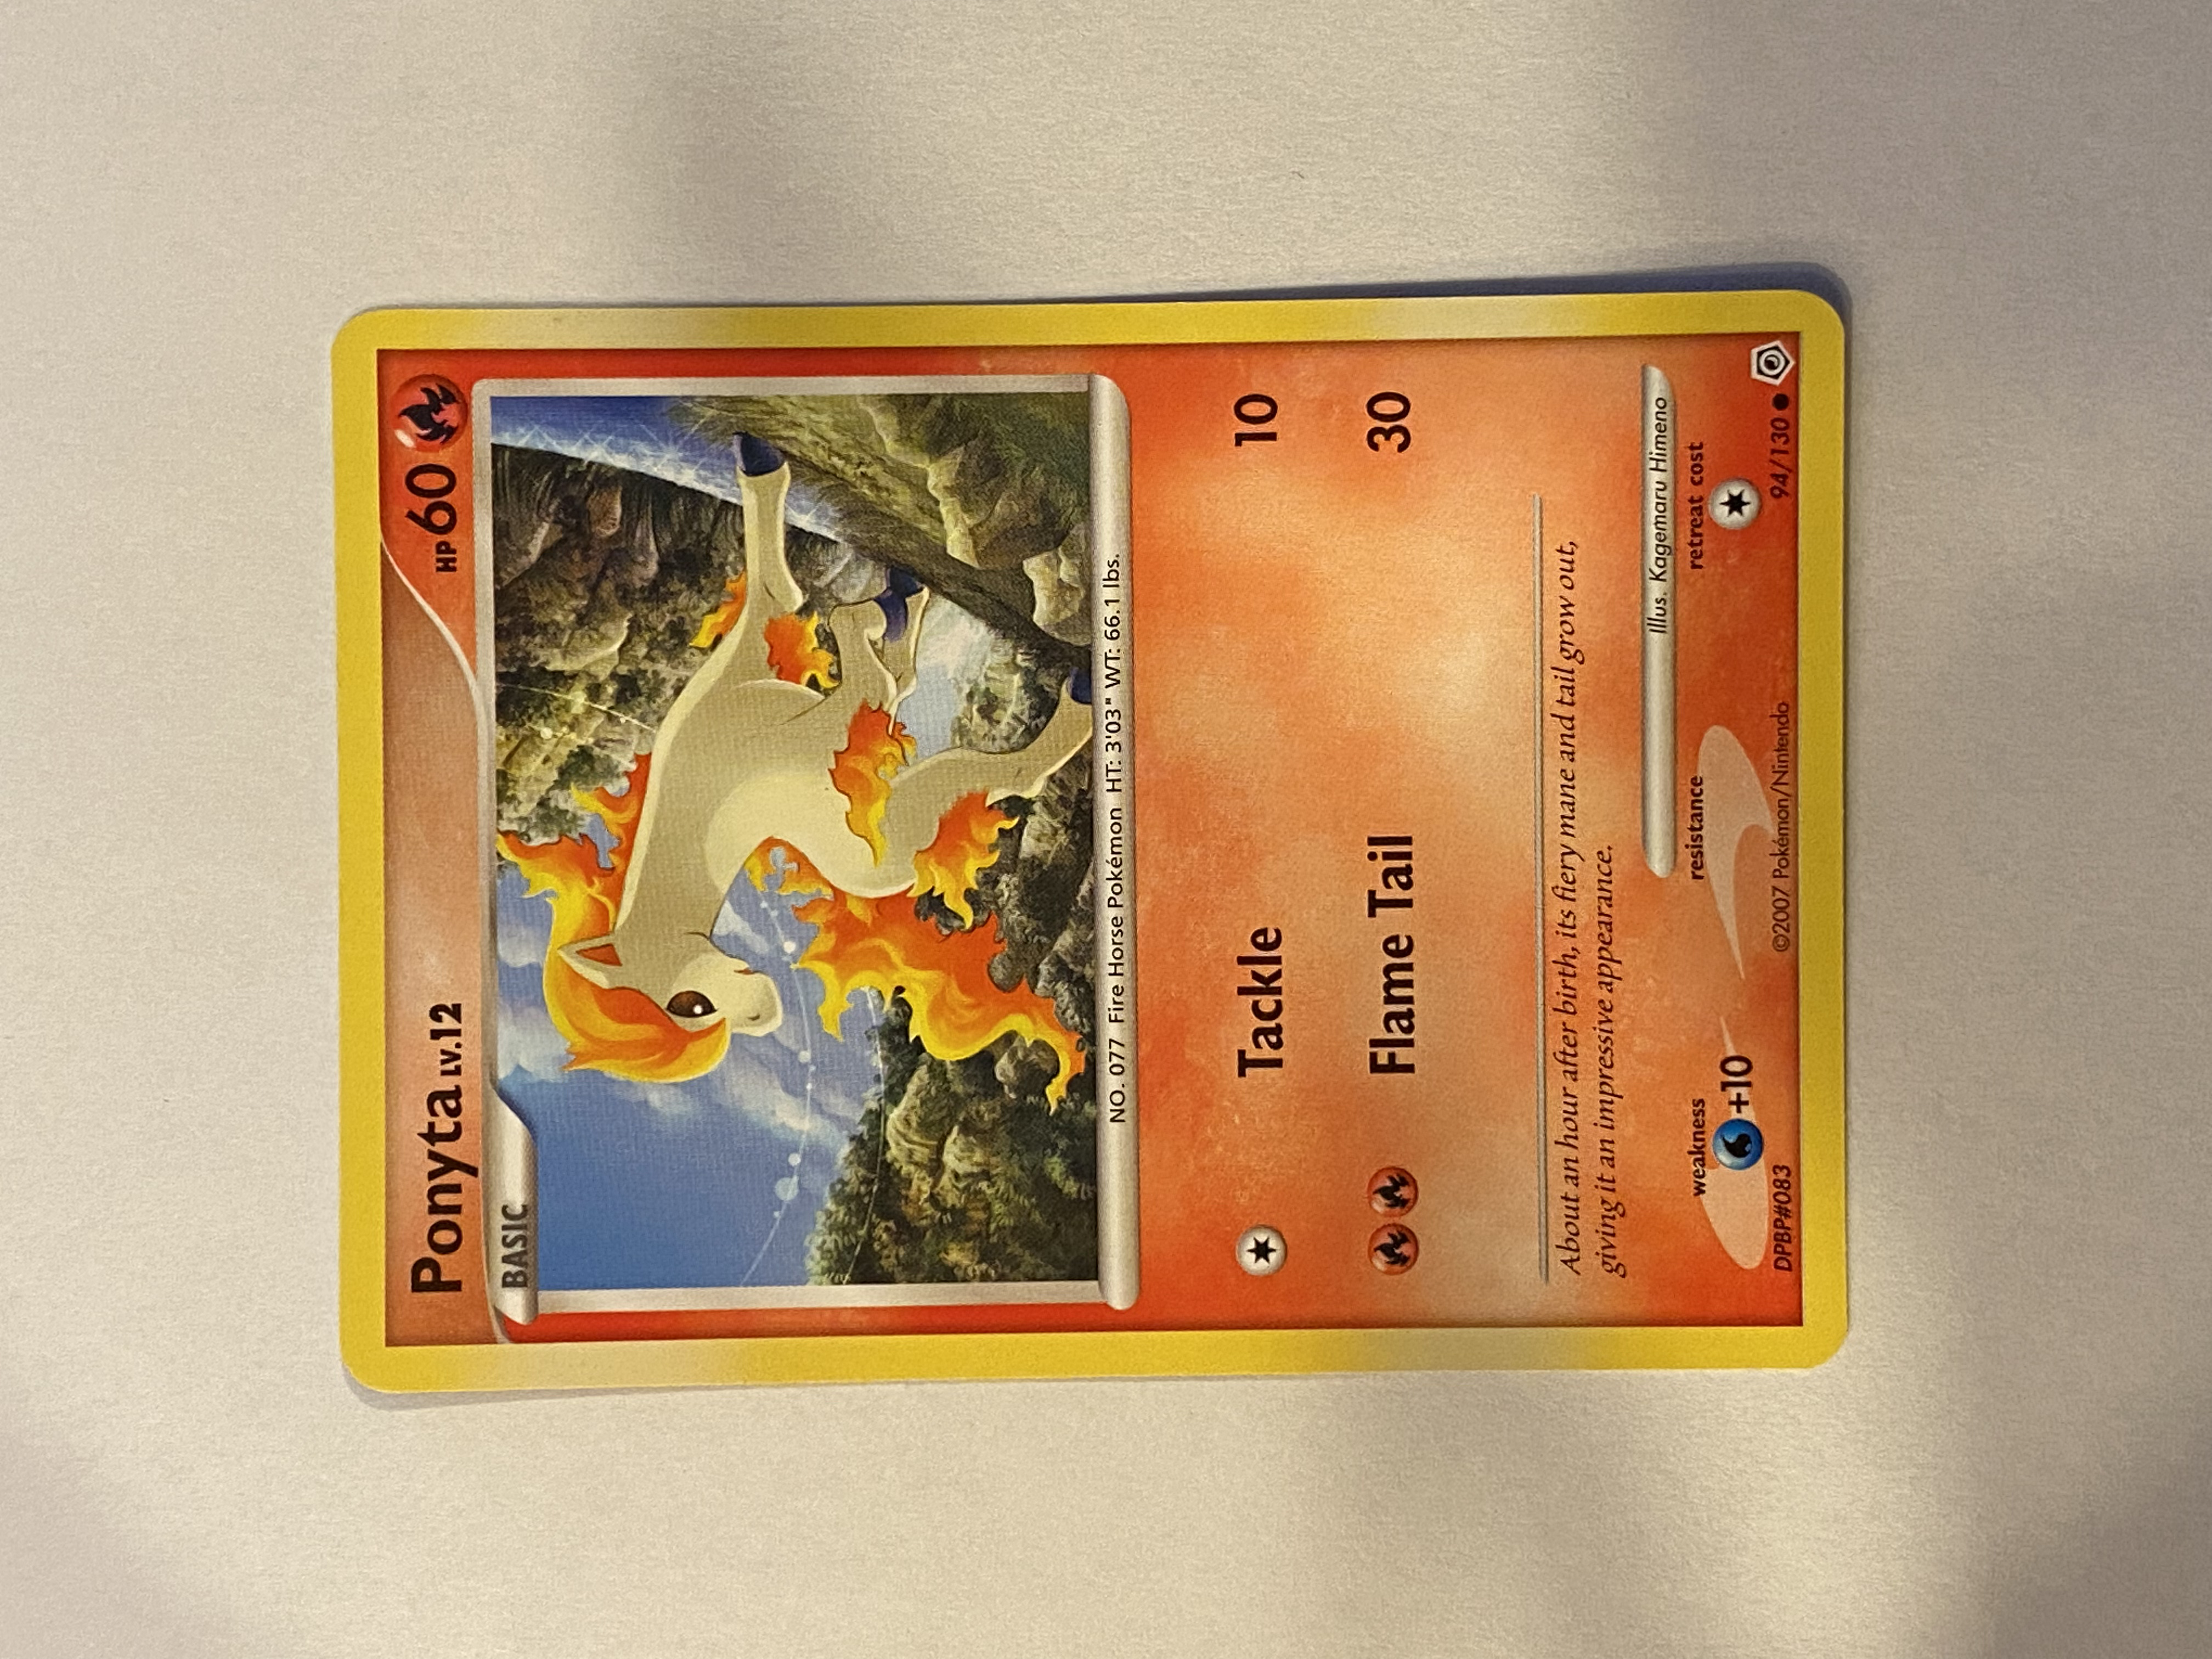 Ponyta LV.12 HP 60
BASIC
NO. 077 Fire Horse Pokémon HT: 3'03" WT: 66.1 lbs.
Tackle 10
Flame Tail 30
About an hour after birth, its fiery mane and tail grow out,
giving it an impressive appearance.
Illus. Kagemaru Himeno
weakness resistance retreat cost
+10
DPBP#083 ©2007 Pokémon/Nintendo 94/130